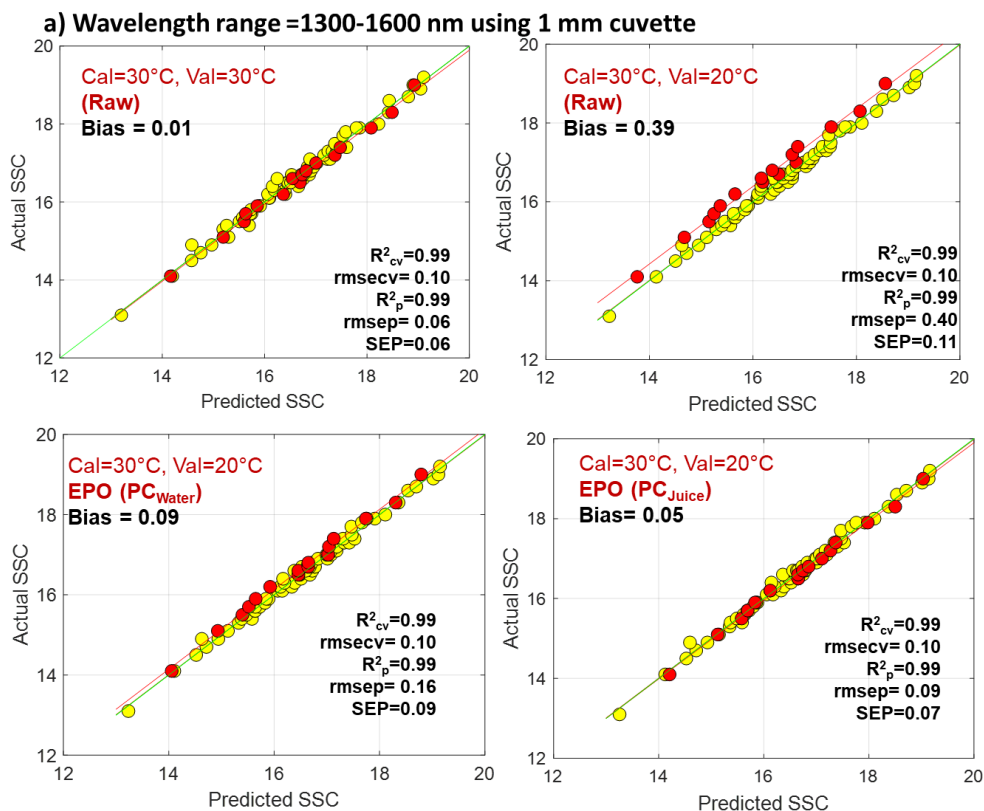 a) Wavelength range =1300-1600 nm using 1 mm cuvette
20
18
16
14
12
Actual SSC
Cal=30°C, Val=30°C
(Raw)
Bias = 0.01
R²cv=0.99
rmsecv= 0.10
R²p=0.99
rmsep= 0.06
SEP=0.06
12 14 16 18 20
Predicted SSC
20
18
16
14
12
Actual SSC
Cal=30°C, Val=20°C
(Raw)
Bias = 0.39
R²cv=0.99
rmsecv= 0.10
R²p=0.99
rmsep= 0.40
SEP=0.11
12 14 16 18 20
Predicted SSC
20
18
16
14
12
Actual SSC
Cal=30°C, Val=20°C
EPO (PCWater)
Bias = 0.09
R²cv=0.99
rmsecv= 0.10
R²p=0.99
rmsep= 0.16
SEP=0.09
12 14 16 18 20
Predicted SSC
20
18
16
14
12
Actual SSC
Cal=30°C, Val=20°C
EPO (PCJuice)
Bias= 0.05
R²cv=0.99
rmsecv= 0.10
R²p=0.99
rmsep= 0.09
SEP=0.07
12 14 16 18 20
Predicted SSC